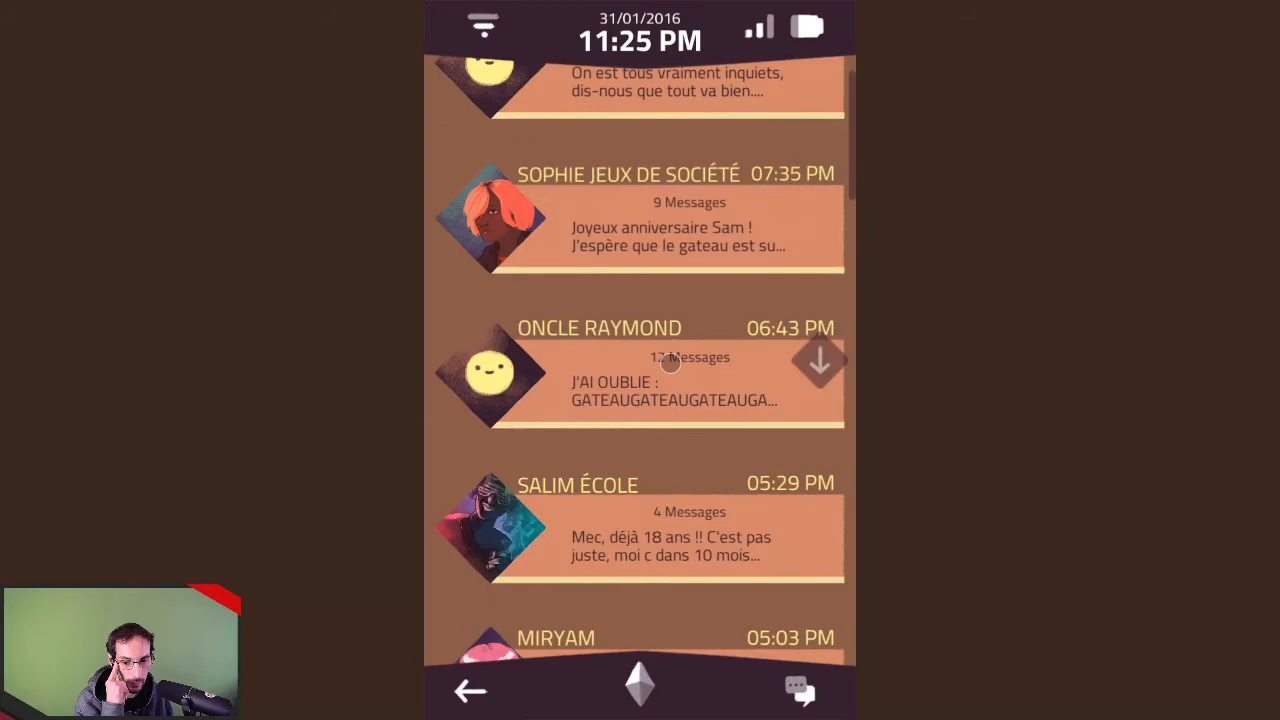 31/01/2016
11:25 PM
On est tous vraiment inquiets,
dis-nous que tout va bien....
SOPHIE JEUX DE SOCIÉTÉ 07:35 PM
9 Messages
Joyeux anniversaire Sam !
J'espère que le gateau est su...
ONCLE RAYMOND 06:43 PM
12 Messages
J'AI OUBLIE :
GATEAUGATEAUGATEAUGA...
SALIM ÉCOLE 05:29 PM
4 Messages
Mec, déjà 18 ans !! C'est pas
juste, moi c dans 10 mois...
MIRYAM 05:03 PM